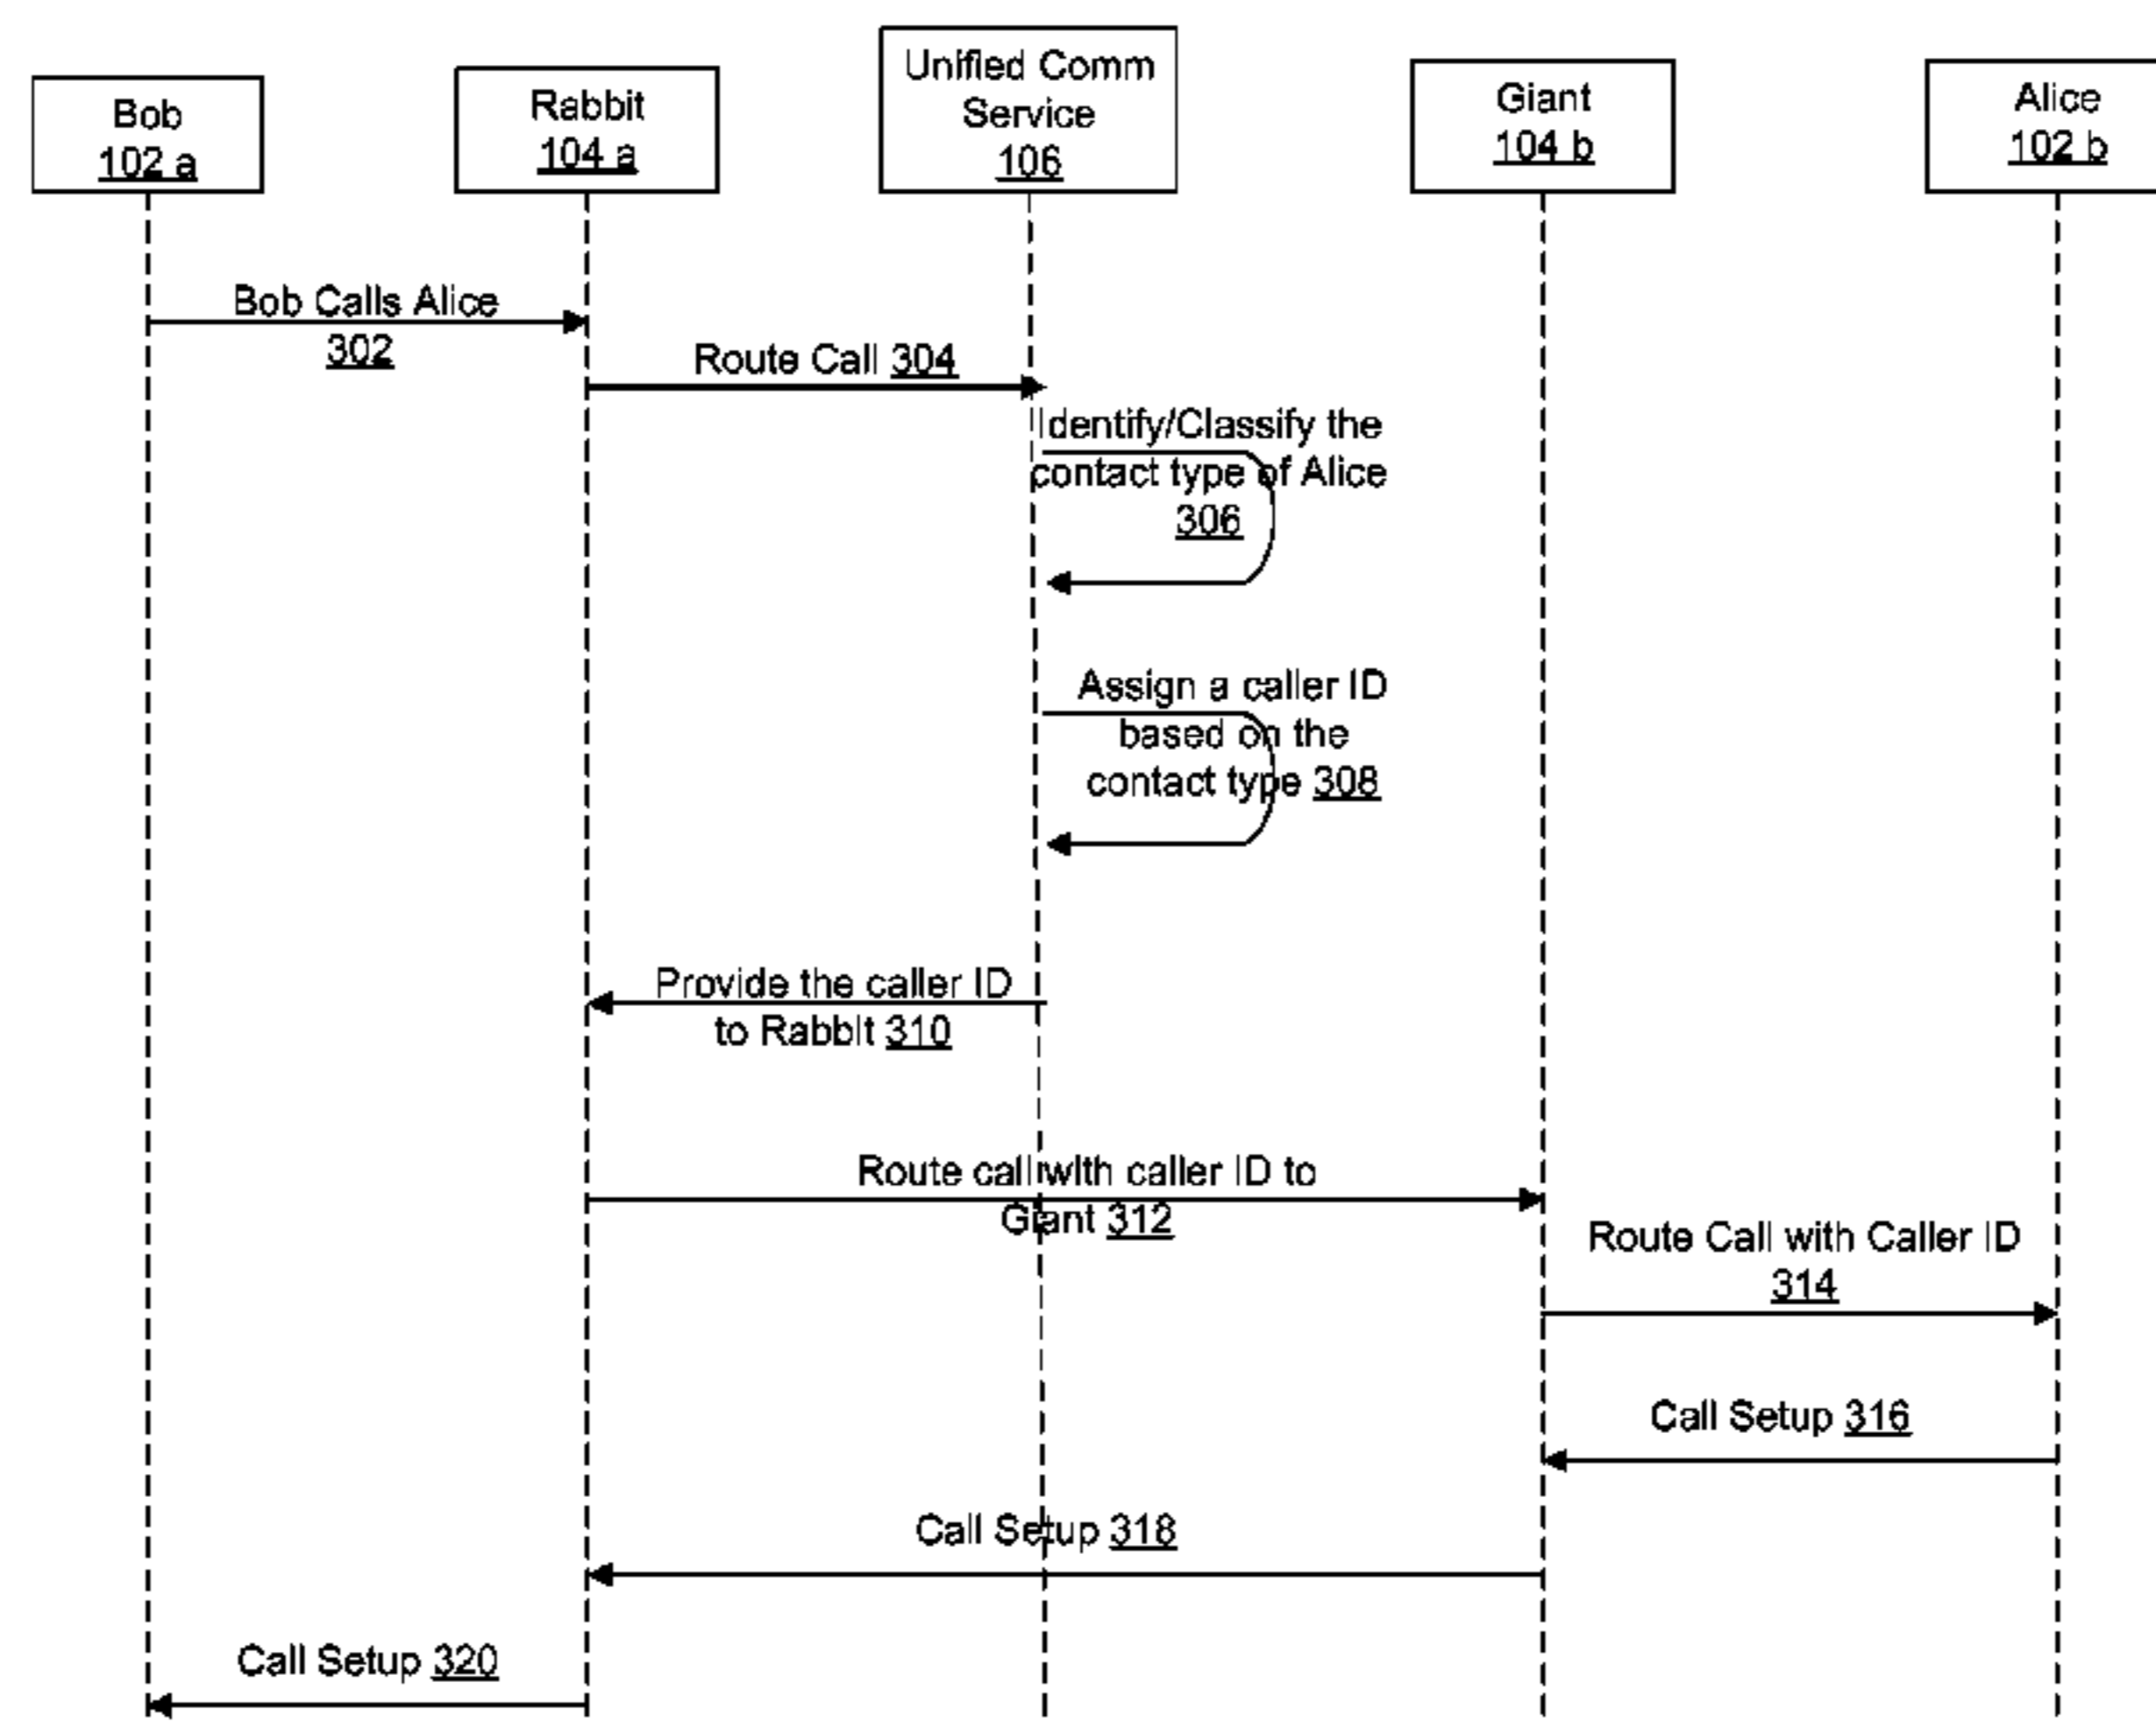 Bob
102 a
Rabbit
104 a
Unified Comm
Service
106
Giant
104 b
Alice
102 b
Bob Calls Alice
302
Route Call 304
Identify/Classify the
contact type of Alice
306
Assign a caller ID
based on the
contact type 308
Provide the caller ID
to Rabbit 310
Route call with caller ID to
Giant 312
Route Call with Caller ID
314
Call Setup 316
Call Setup 318
Call Setup 320